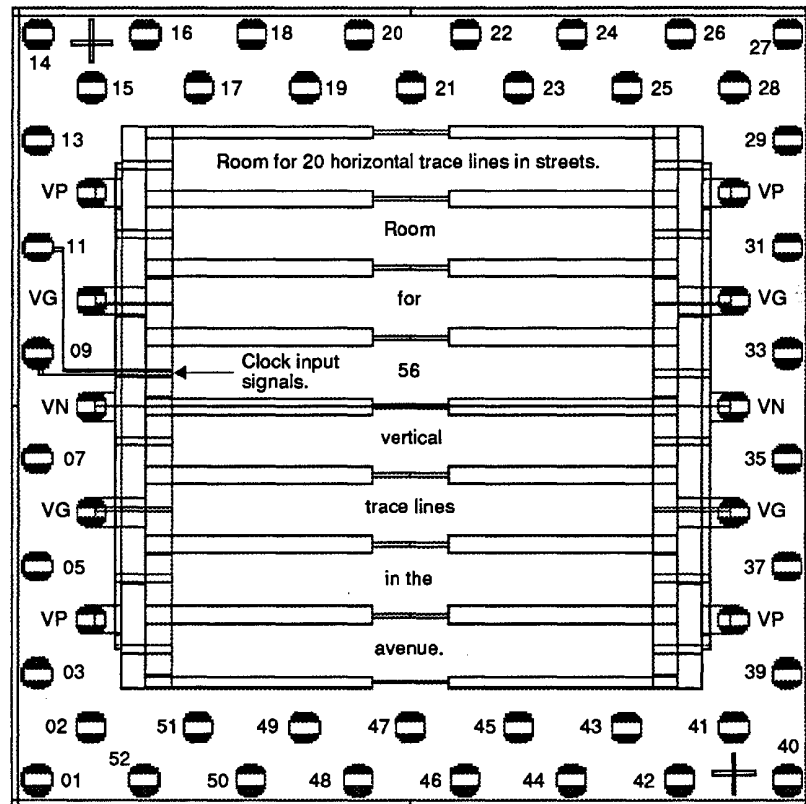 16 18 20 22 24 26 27
14
15 17 19 21 23 25 28
13 29
Room for 20 horizontal trace lines in streets.
VP VP
Room
11 31
VG for VG
09 33
Clock input
signals.
56
VN VN
vertical
07 35
trace lines
VG VG
05 37
in the
VP VP
avenue.
03 39
02 51 49 47 45 43 41
52 40
01 50 48 46 44 42